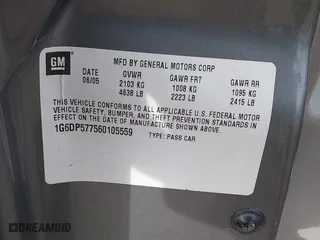 GM
MFD BY GENERAL MOTORS CORP
DATE GVWR GAWR FRT GAWR RR
06/05 2103 KG 1008 KG 1095 KG
4638 LB 2223 LB 2415 LB
THIS VEHICLE CONFORMS TO ALL APPLICABLE U.S. FEDERAL MOTOR
VEHICLE SAFETY, BUMPER, AND THEFT PREVENTION STANDARDS IN
EFFECT ON THE DATE OF MANUFACTURE SHOWN ABOVE.
1G6DP577560105559 TYPE: PASS CAR
DREAMBID